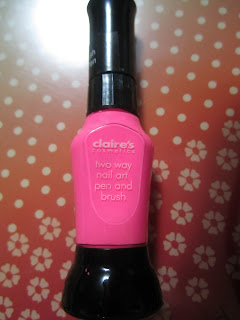 claire's
cosmetics
two way
nail art
pen and
brush